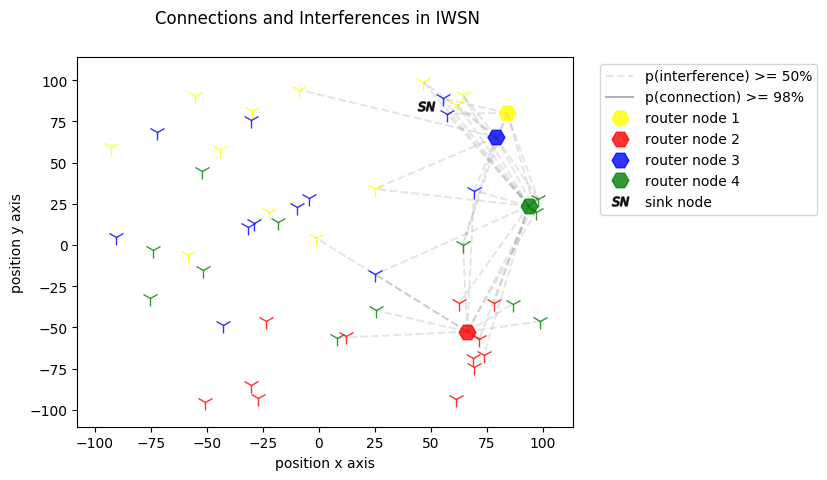 Connections and Interferences in IWSN
100
75
50
25
0
−25
−50
−75
−100
position y axis
−100 −75 −50 −25 0 25 50 75 100
position x axis
SN
p(interference) >= 50%
p(connection) >= 98%
router node 1
router node 2
router node 3
router node 4
SN sink node